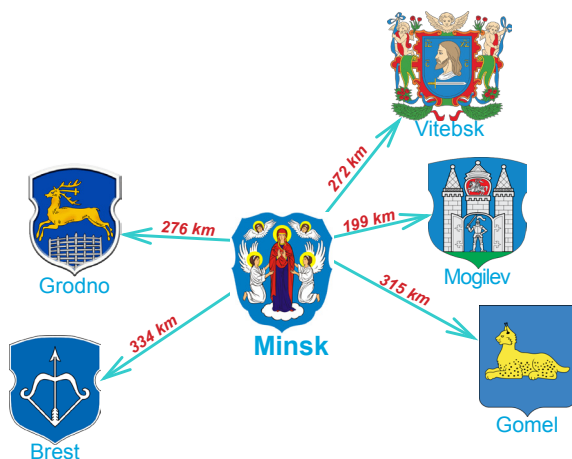 Vitebsk
272 km
276 km
199 km
Grodno
Mogilev
315 km
Minsk
334 km
Gomel
Brest